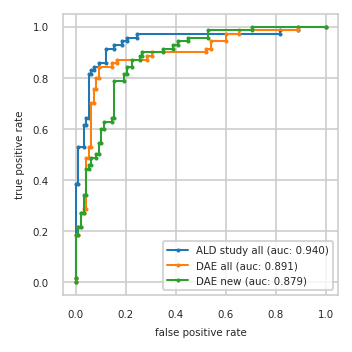 1.0
0.8
0.6
0.4
0.2
0.0
true positive rate
ALD study all (auc: 0.940)
DAE all (auc: 0.891)
DAE new (auc: 0.879)
0.0 0.2 0.4 0.6 0.8 1.0
false positive rate